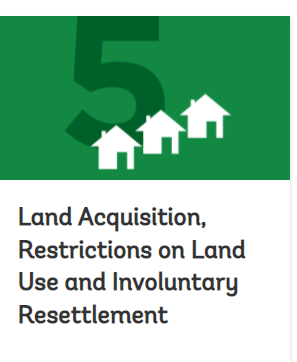 5
Land Acquisition,
Restrictions on Land
Use and Involuntary
Resettlement